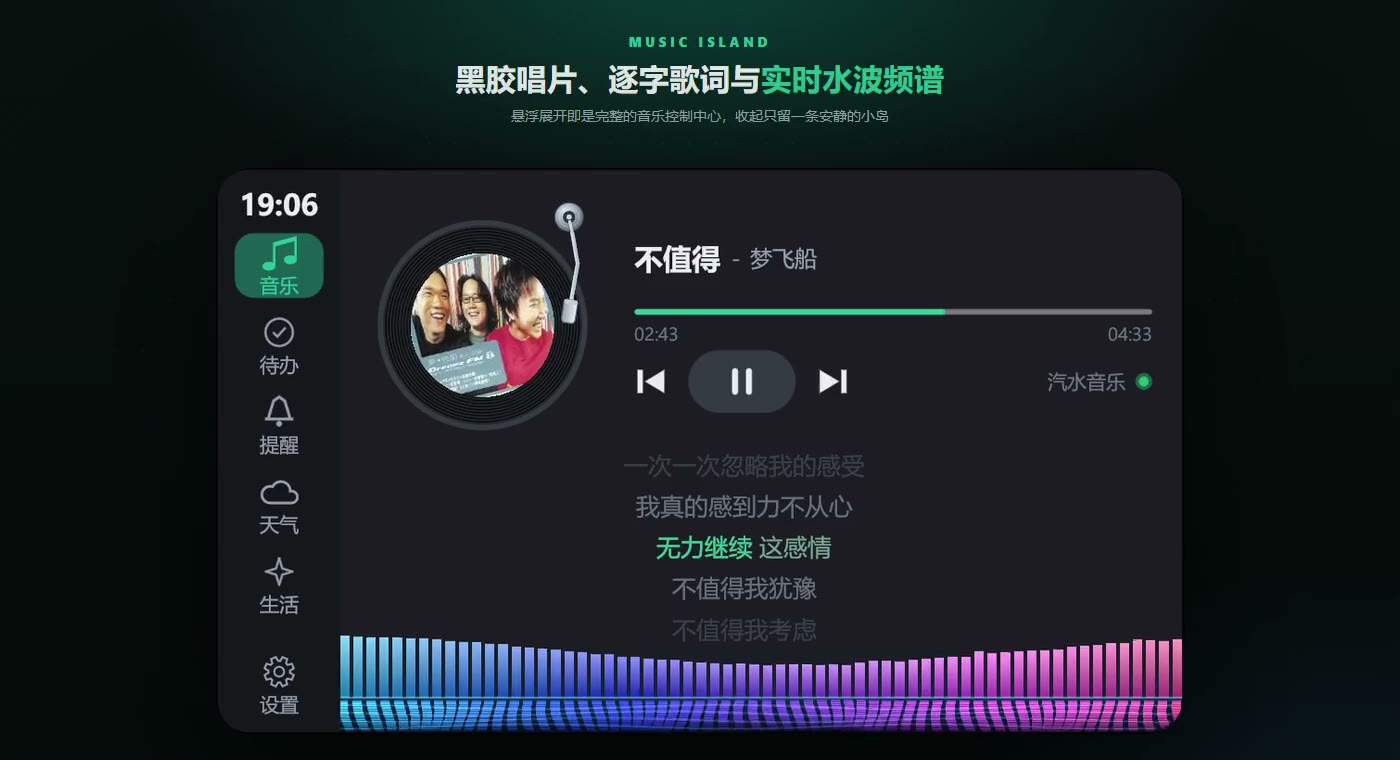 MUSIC ISLAND
黑胶唱片、逐字歌词与实时水波频谱
悬浮展开即是完整的音乐控制中心，收起只留一条安静的小岛
19:06
音乐
待办
提醒
天气
生活
设置
不值得 - 梦飞船
02:43 04:33
汽水音乐
一次一次忽略我的感受
我真的感到力不从心
无力继续 这感情
不值得我犹豫
不值得我考虑